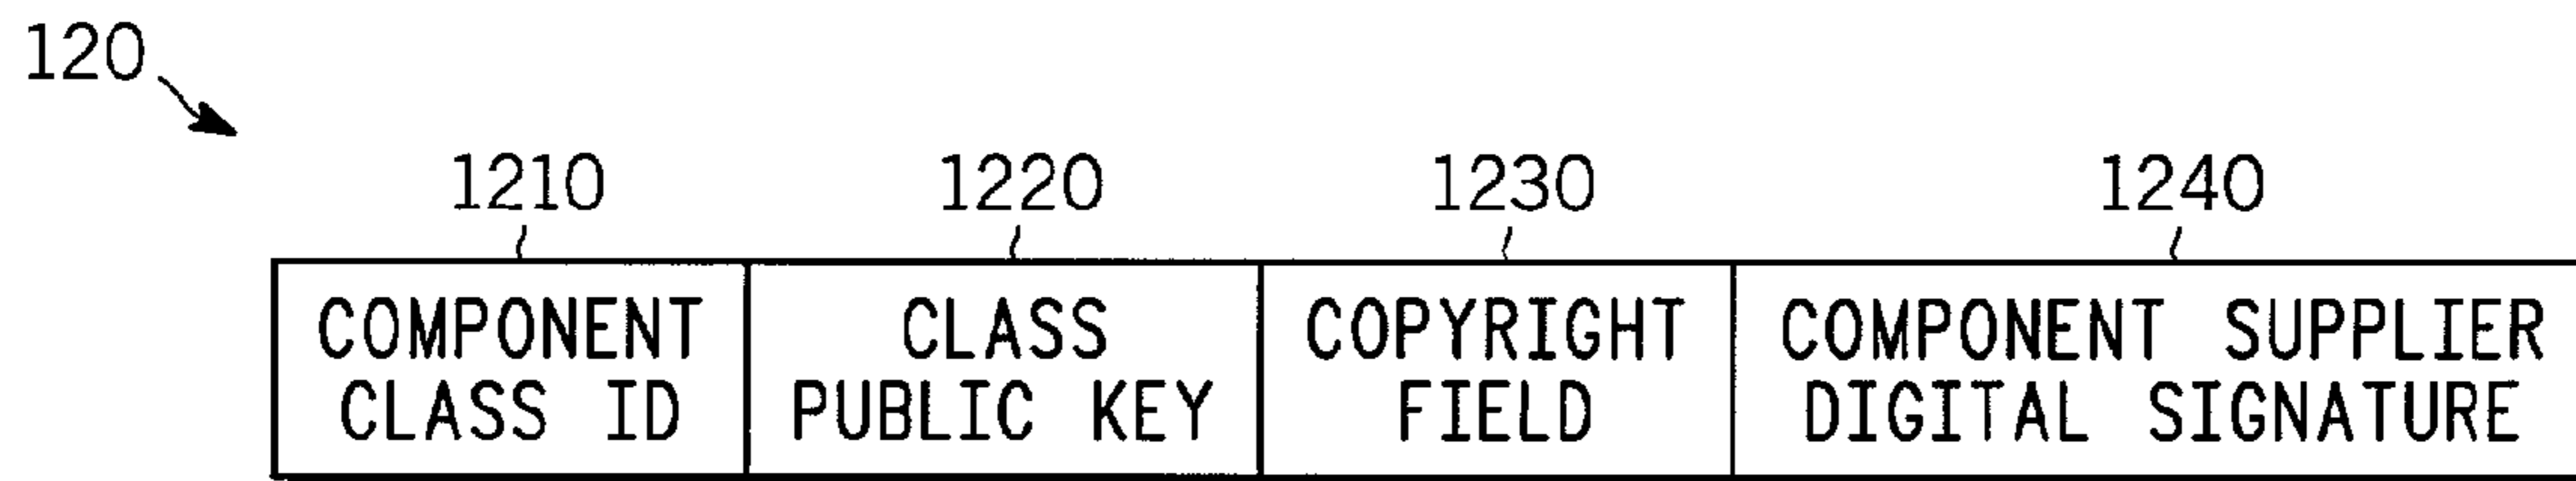 120
1210 1220 1230 1240
COMPONENT CLASS COPYRIGHT COMPONENT SUPPLIER
CLASS ID PUBLIC KEY FIELD DIGITAL SIGNATURE